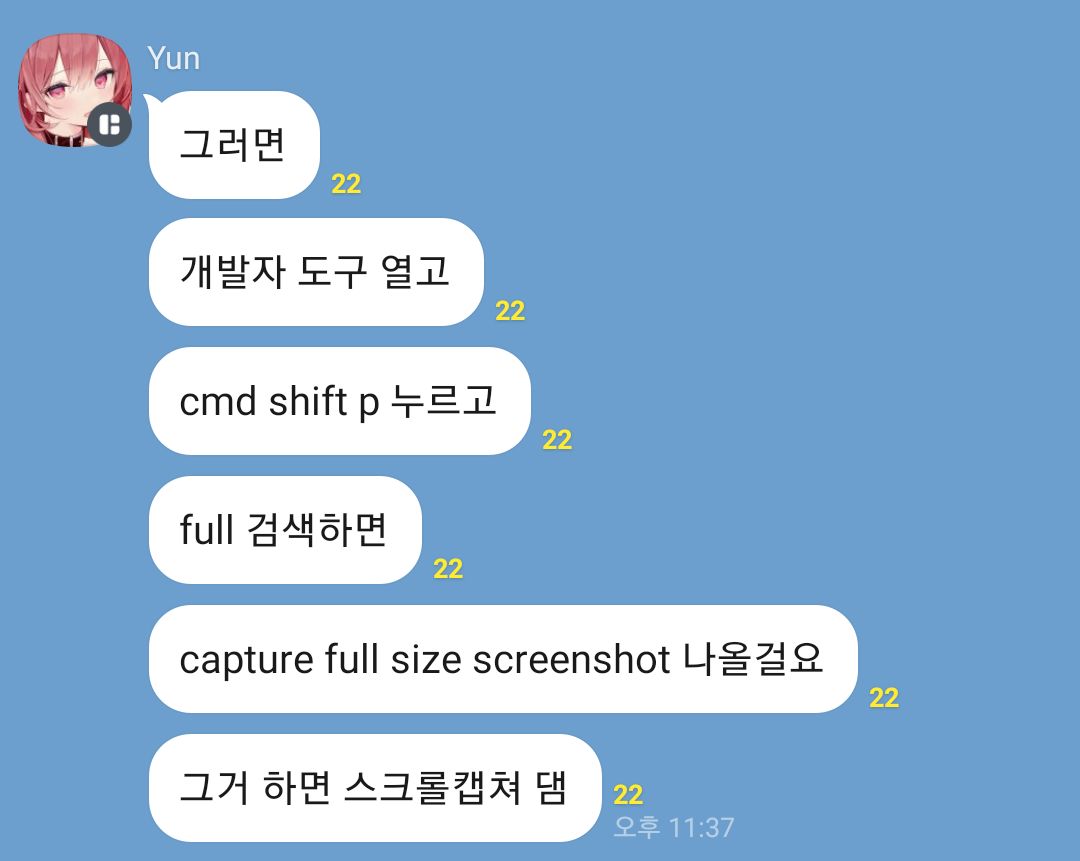 Yun
그러면
22
개발자 도구 열고
22
cmd shift p 누르고
22
full 검색하면
22
capture full size screenshot 나올걸요
22
그거 하면 스크롤캡쳐 댐
22
오후 11:37